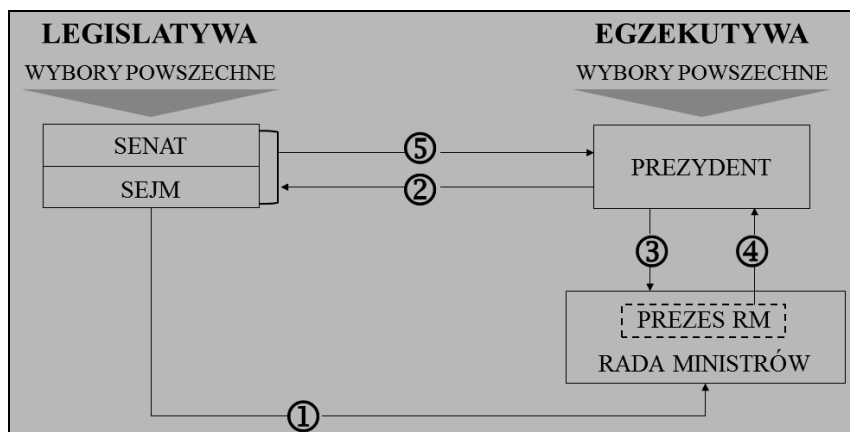 LEGISLATYWA
WYBORY POWSZECHNE
EGZEKUTYWA
WYBORY POWSZECHNE
SENAT
SEJM
⑤
②
PREZYDENT
③
④
PREZES RM
RADA MINISTRÓW
①